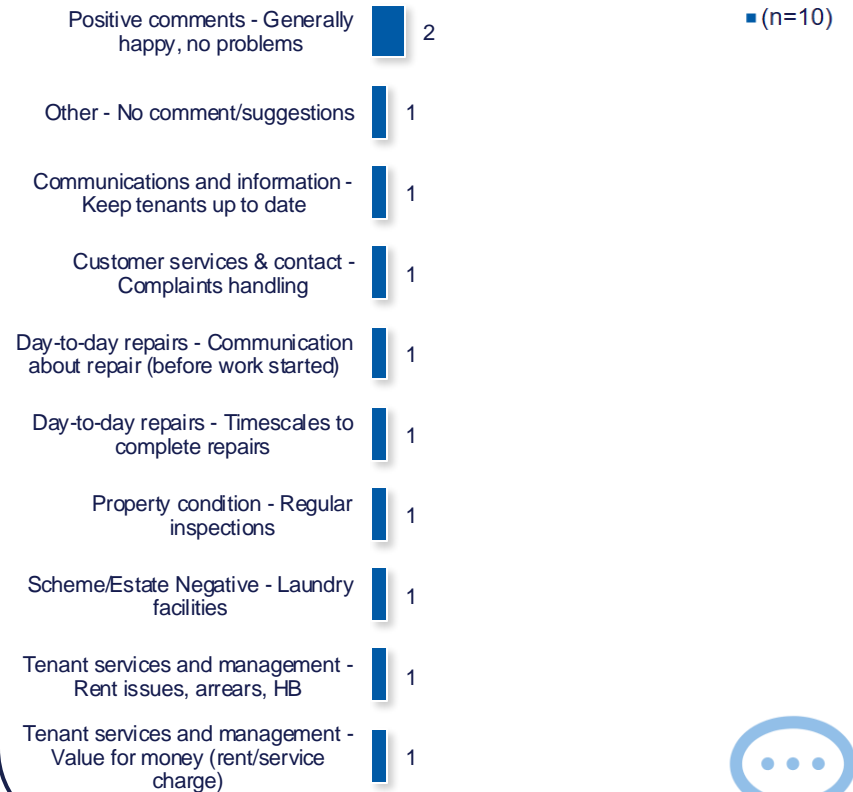 Positive comments - Generally
happy, no problems
2
(n=10)
Other - No comment/suggestions
1
Communications and information -
Keep tenants up to date
1
Customer services & contact -
Complaints handling
1
Day-to-day repairs - Communication
about repair (before work started)
1
Day-to-day repairs - Timescales to
complete repairs
1
Property condition - Regular
inspections
1
Scheme/Estate Negative - Laundry
facilities
1
Tenant services and management -
Rent issues, arrears, HB
1
Tenant services and management -
Value for money (rent/service
charge)
1